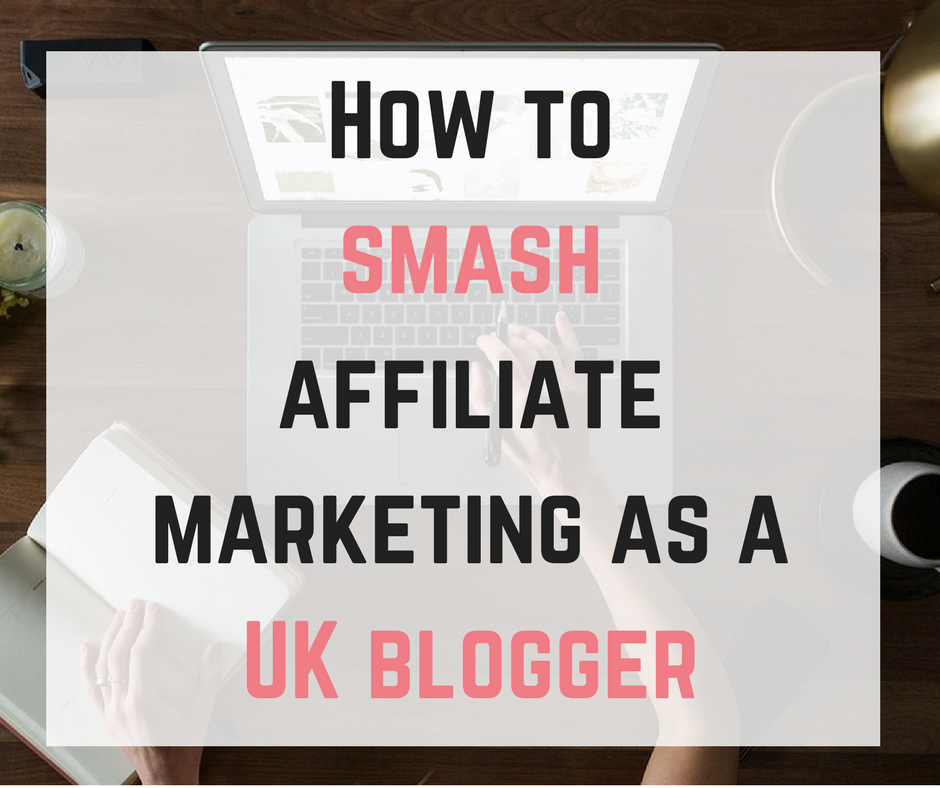 How to
smash
affiliate
marketing as a
UK blogger